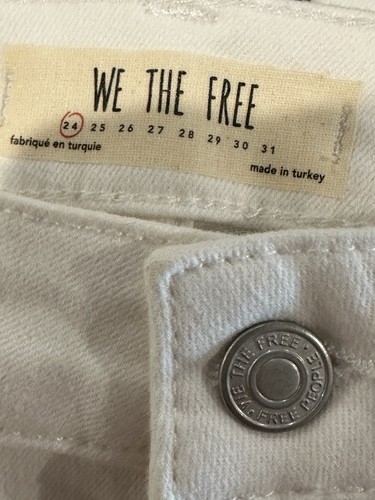 WE THE FREE
24 25 26 27 28 29 30 31
fabriqué en turquie
made in turkey
WE THE FREE • FREE PEOPLE •